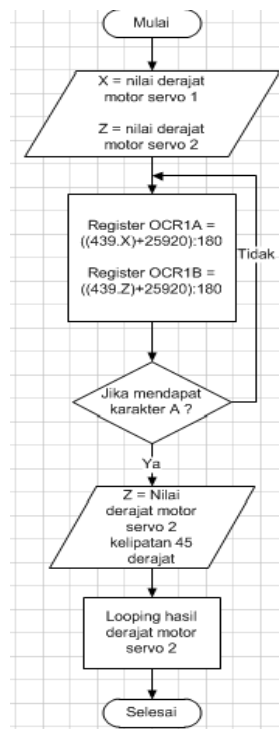 Mulai
X = nilai derajat
motor servo 1
Z = nilai derajat
motor servo 2
Register OCR1A =
((439.X)+25920):180
Register OCR1B =
((439.Z)+25920):180
Tidak
Jika mendapat
karakter A ?
Ya
Z = Nilai
derajat motor
servo 2
kelipatan 45
derajat
Looping hasil
derajat motor
servo 2
Selesai